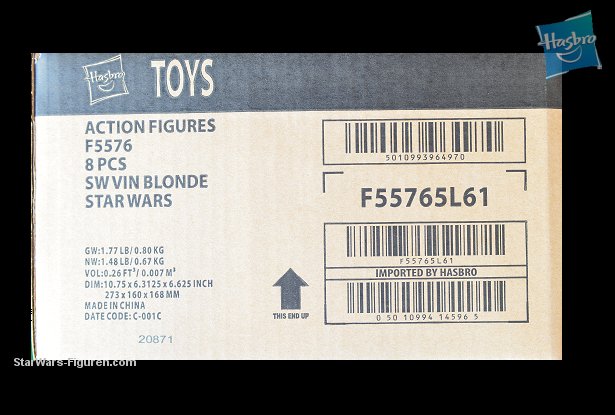 Hasbro
Hasbro
TOYS
ACTION FIGURES
F5576
8 PCS
SW VIN BLONDE
STAR WARS
GW:1.77 LB/ 0.80 KG
NW:1.48 LB/ 0.67 KG
VOL:0.26 FT³/ 0.007 M³
DIM:10.75 x 6.3125 x 6.625 INCH
273 x 160 x 168 MM
MADE IN CHINA
DATE CODE: C-001C
20871
THIS END UP
5010993964970
F55765L61
F55765L61
IMPORTED BY HASBRO
0 50 10994 14596 5
StarWars-Figuren.com